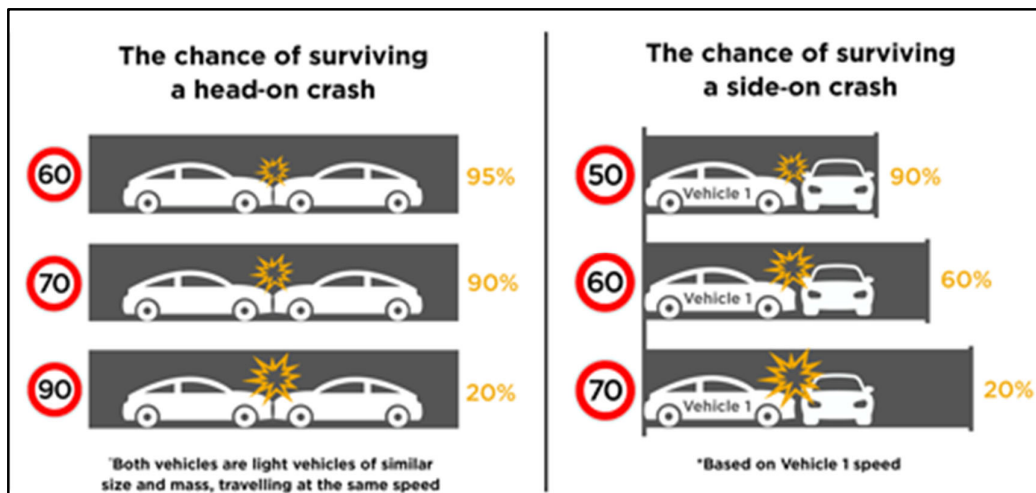 The chance of surviving
a head-on crash
60
95%
70
90%
90
20%
*Both vehicles are light vehicles of similar
size and mass, travelling at the same speed
The chance of surviving
a side-on crash
50
Vehicle 1
90%
60
Vehicle 1
60%
70
Vehicle 1
20%
*Based on Vehicle 1 speed